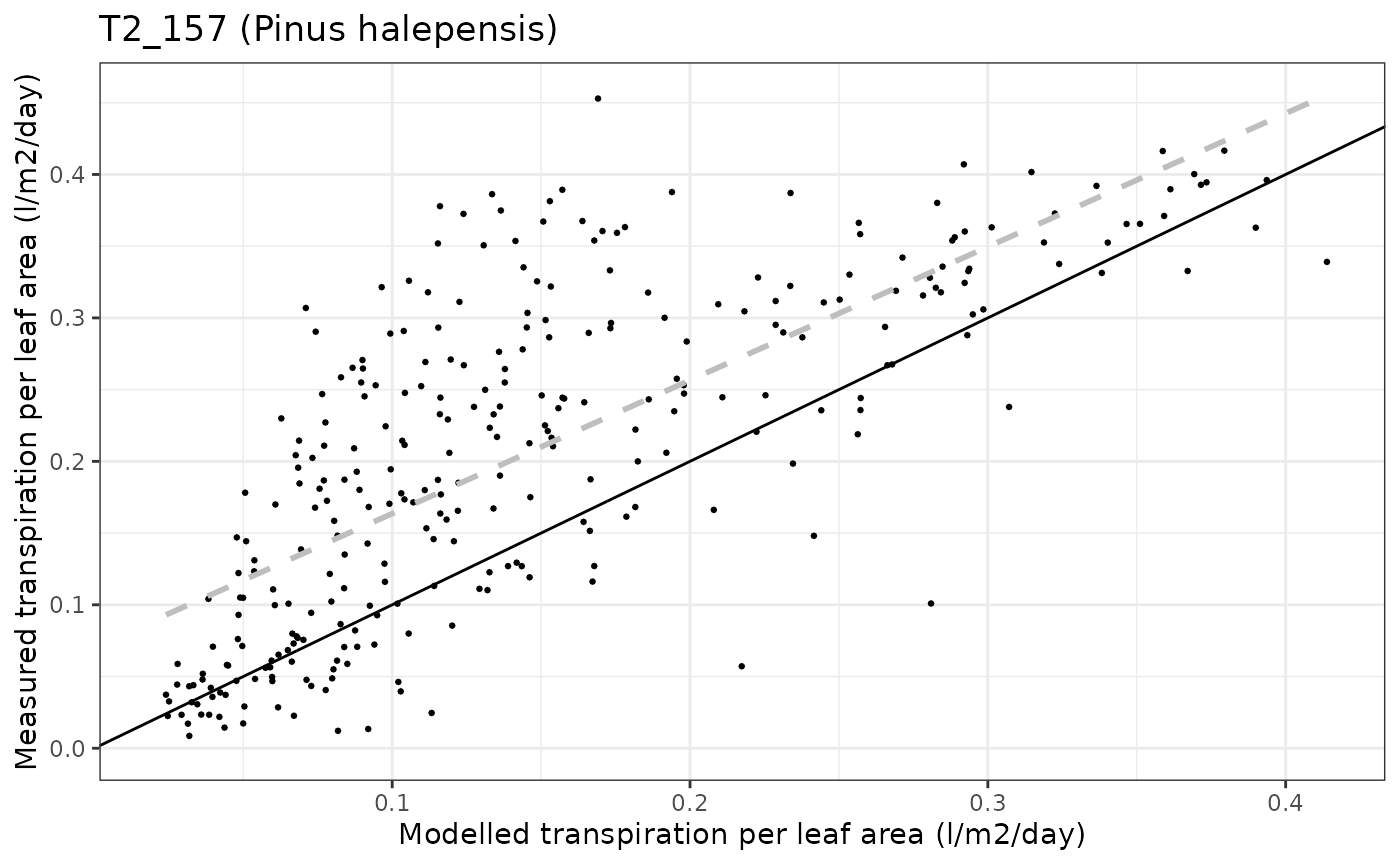 T2_157 (Pinus halepensis)
Measured transpiration per leaf area (l/m2/day)
0.4
0.3
0.2
0.1
0.0
0.1 0.2 0.3 0.4
Modelled transpiration per leaf area (l/m2/day)